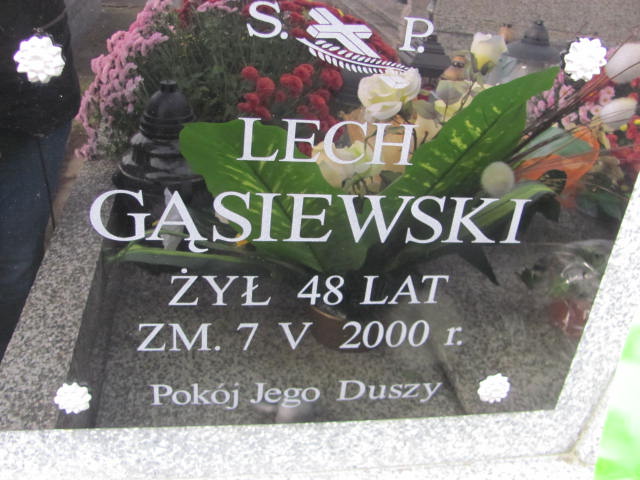 S. P.
LECH
GĄSIEWSKI
ŻYŁ 48 LAT
ZM. 7 V 2000 r.
Pokój Jego Duszy